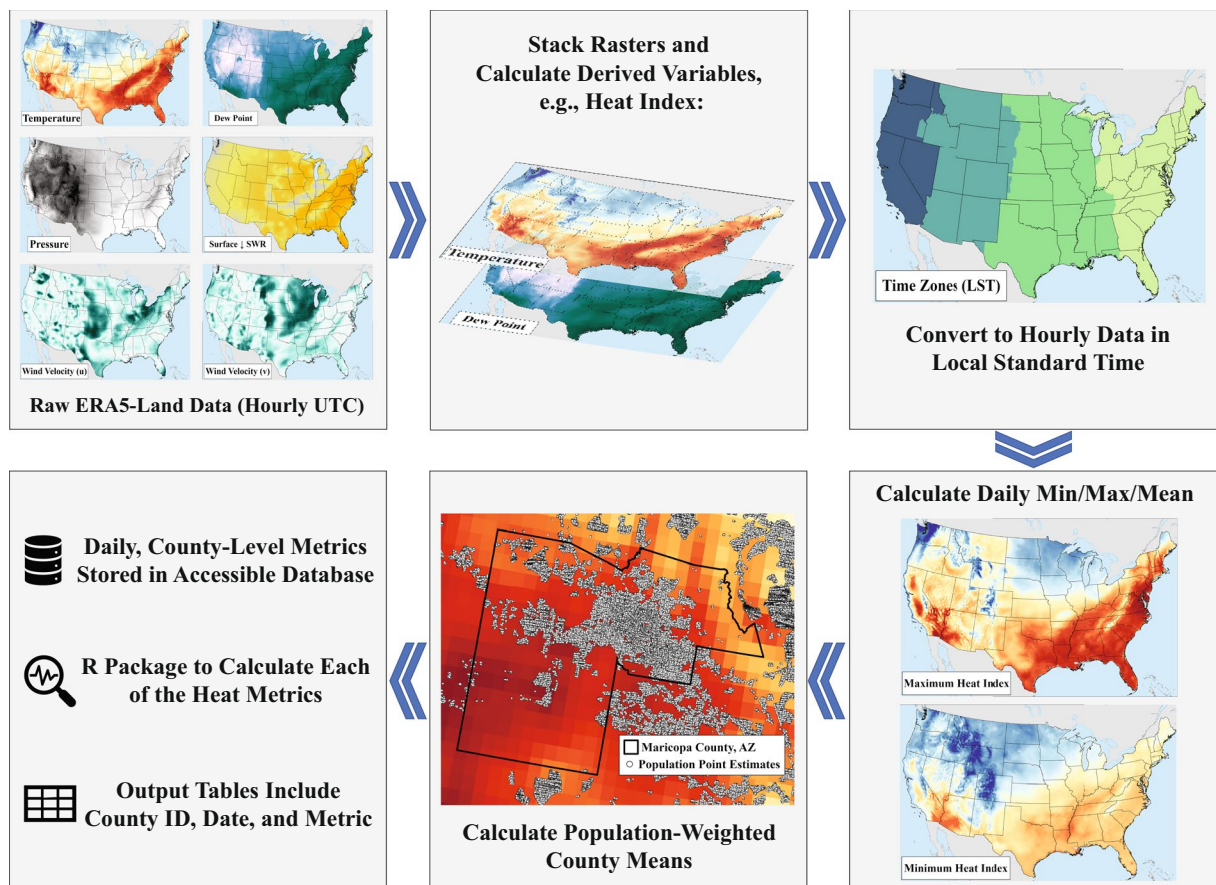 Temperature
Dew Point
Pressure
Surface ↓ SWR
Wind Velocity (u)
Wind Velocity (v)
Raw ERA5-Land Data (Hourly UTC)
Stack Rasters and
Calculate Derived Variables,
e.g., Heat Index:
Temperature
Dew Point
Time Zones (LST)
Convert to Hourly Data in
Local Standard Time
Calculate Daily Min/Max/Mean
Maximum Heat Index
Minimum Heat Index
Maricopa County, AZ
Population Point Estimates
Calculate Population-Weighted
County Means
Daily, County-Level Metrics
Stored in Accessible Database
R Package to Calculate Each
of the Heat Metrics
Output Tables Include
County ID, Date, and Metric